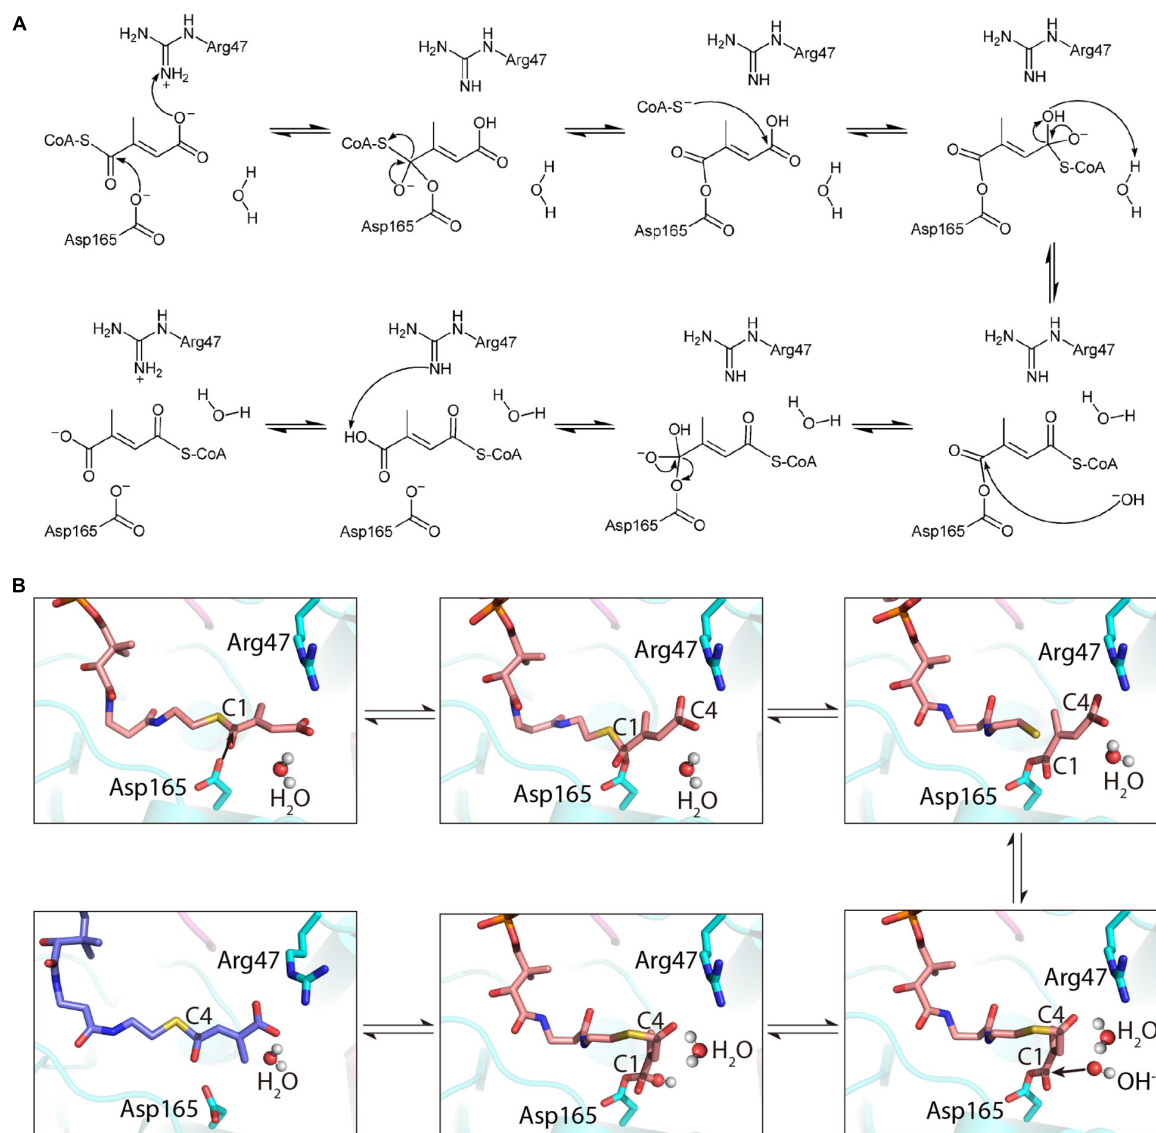 A
H
H₂N N
Arg47
NH₂
+
O⁻
CoA-S
O
O
O⁻
H
O
H
Asp165 O
H
H₂N N
Arg47
NH
CoA-S
OH
O
O⁻ O
H
O
H
Asp165 O
H
H₂N N
Arg47
NH
CoA-S⁻
OH
O
O
O
H
O
H
Asp165 O
H
H₂N N
Arg47
NH
OH
O⁻
O
S-CoA
O
H
O
H
Asp165 O
H
H₂N N
Arg47
NH₂
+
H
O-H
⁻O
O
O
S-CoA
O⁻
Asp165 O
H
H₂N N
Arg47
NH
H
O-H
HO
O
O
S-CoA
O⁻
Asp165 O
H
H₂N N
Arg47
NH
H
O-H
OH
O
⁻O
S-CoA
O
Asp165 O
H
H₂N N
Arg47
NH
H
O-H
O
O
S-CoA
O
⁻OH
Asp165 O
B
Arg47
C1
Asp165
H₂O
Arg47
C4
C1
Asp165
H₂O
Arg47
C4
C1
Asp165
H₂O
Arg47
C4
H₂O
Asp165
Arg47
C4
C1
H₂O
Asp165
Arg47
C4
H₂O
C1
OH⁻
Asp165